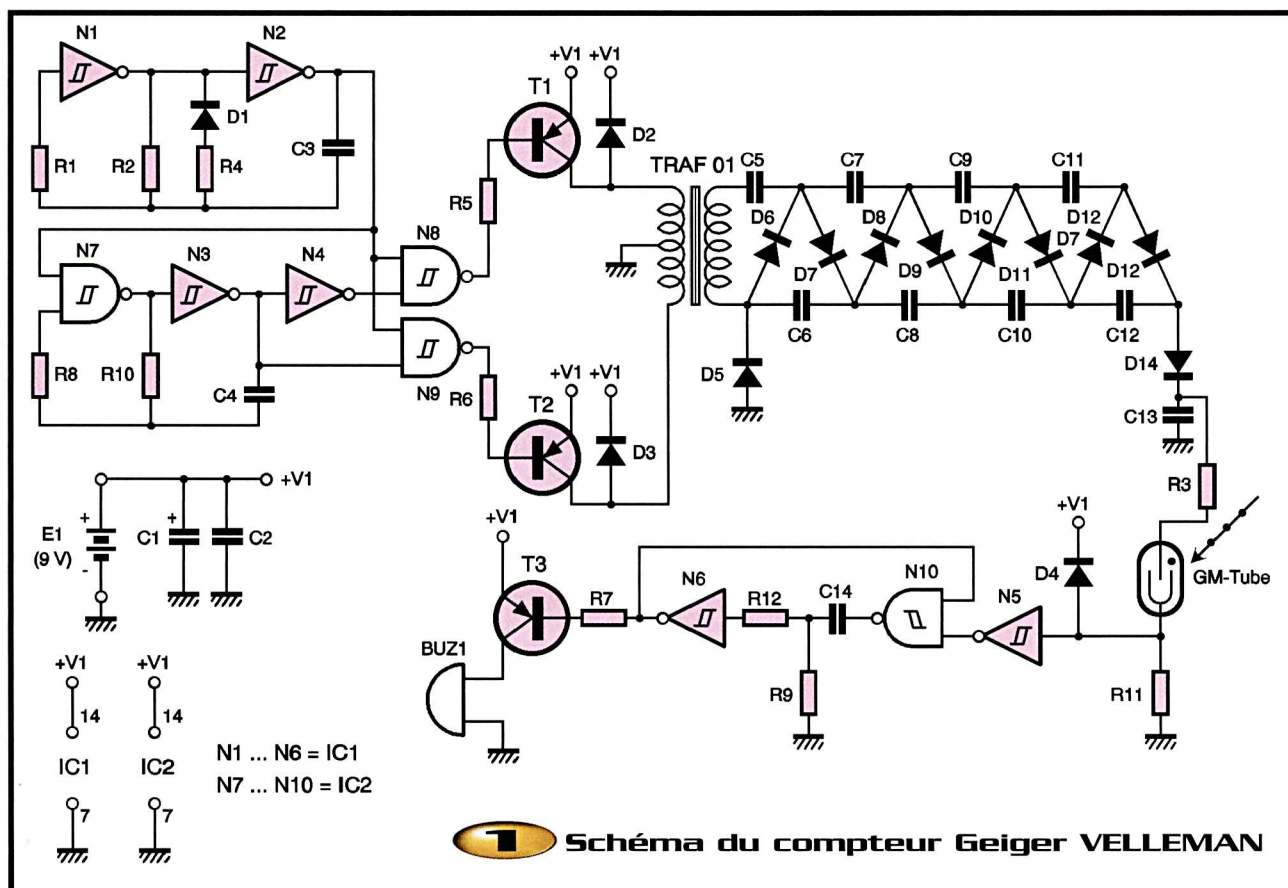 N1
N2
D1
R1
R2
R4
C3
N7
N3
N4
R8
R10
C4
N8
N9
R5
R6
+V1 +V1
T1
D2
+V1 +V1
T2
D3
TRAF 01
C5 C7 C9 C11
D6 D8 D10 D12
D7
D7 D9 D11 D12
C6 C8 C10 C12
D5
D14
C13
R3
GM-Tube
+V1
D4
N5
R11
N10
C14
R12
R9
N6
R7
+V1
T3
BUZ1
+V1
+
E1
(9 V)
-
C1 +
C2
+V1 +V1
14 14
IC1 IC2
7 7
N1 ... N6 = IC1
N7 ... N10 = IC2
1 Schéma du compteur Geiger VELLEMAN